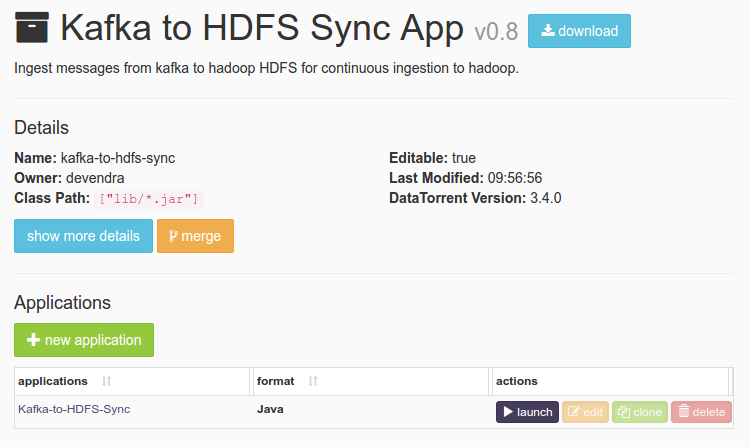 Kafka to HDFS Sync App v0.8 download
Ingest messages from kafka to hadoop HDFS for continuous ingestion to hadoop.
Details
Name: kafka-to-hdfs-sync Editable: true
Owner: devendra Last Modified: 09:56:56
Class Path: ["lib/*.jar"] DataTorrent Version: 3.4.0
show more details merge
Applications
new application
applications format actions
Kafka-to-HDFS-Sync Java launch edit clone delete